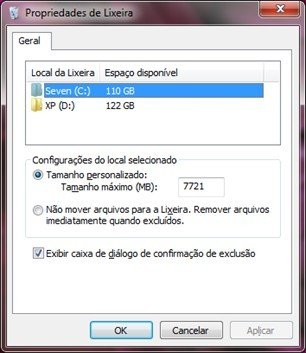 Propriedades de Lixeira
Geral
Local da Lixeira Espaço disponível
Seven (C:) 110 GB
XP (D:) 122 GB
Configurações do local selecionado
Tamanho personalizado:
Tamanho máximo (MB): 7721
Não mover arquivos para a Lixeira. Remover arquivos
imediatamente quando excluídos.
Exibir caixa de diálogo de confirmação de exclusão
OK Cancelar Aplicar